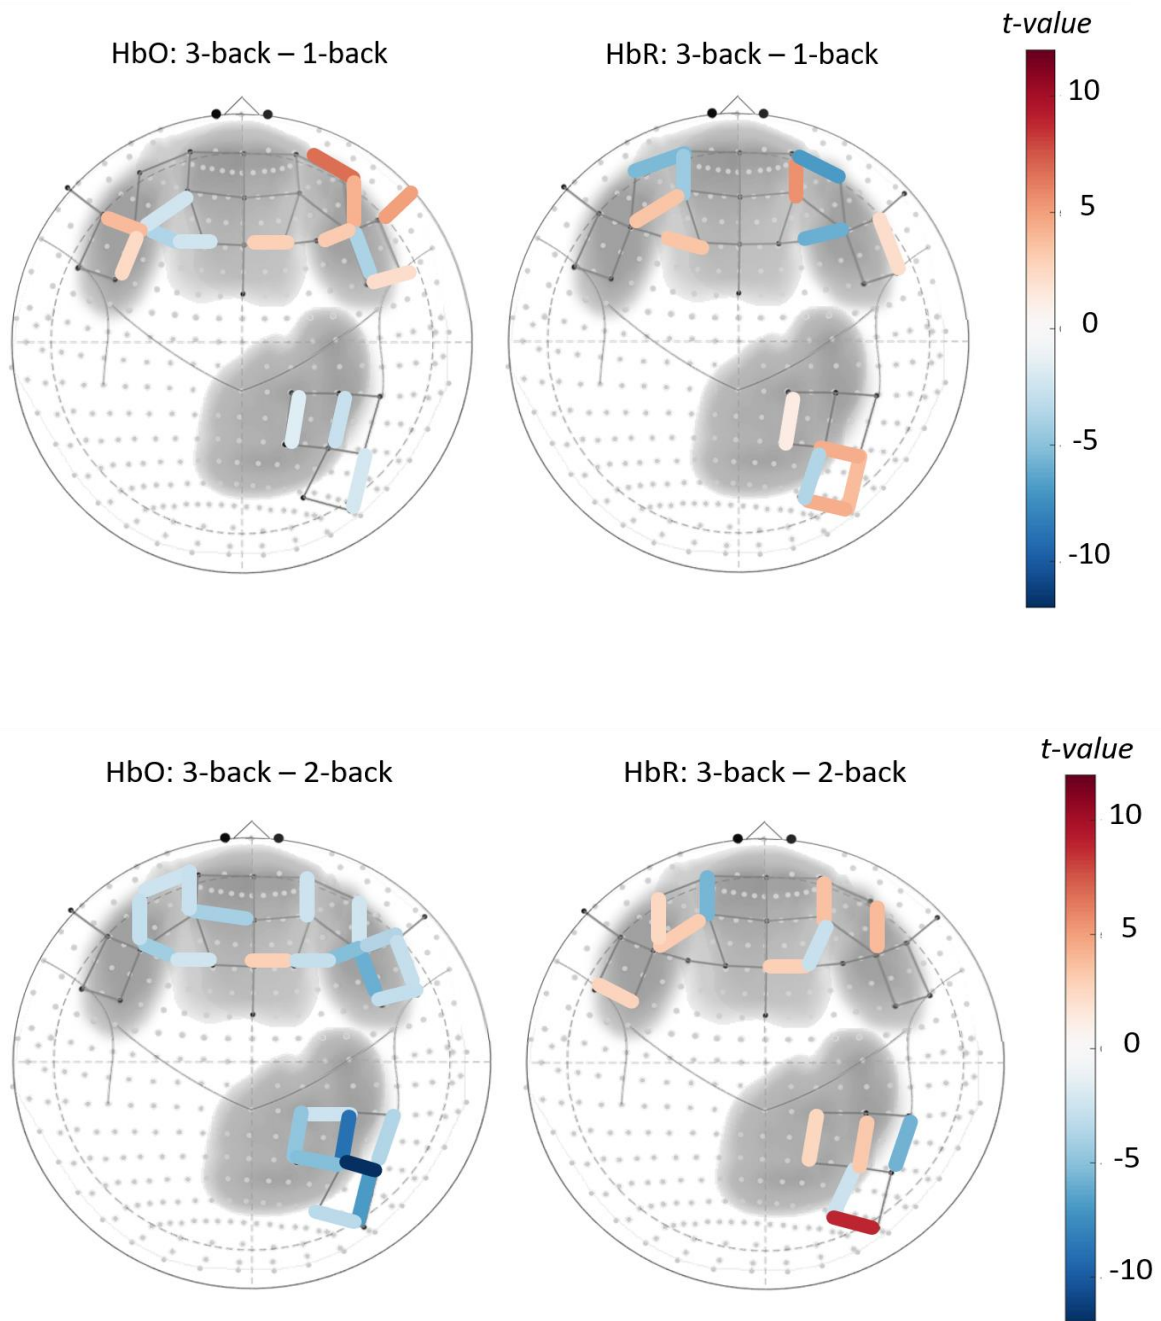 t-value
HbO: 3-back – 1-back
HbR: 3-back – 1-back
10
5
0
-5
-10
t-value
HbO: 3-back – 2-back
HbR: 3-back – 2-back
10
5
0
-5
-10